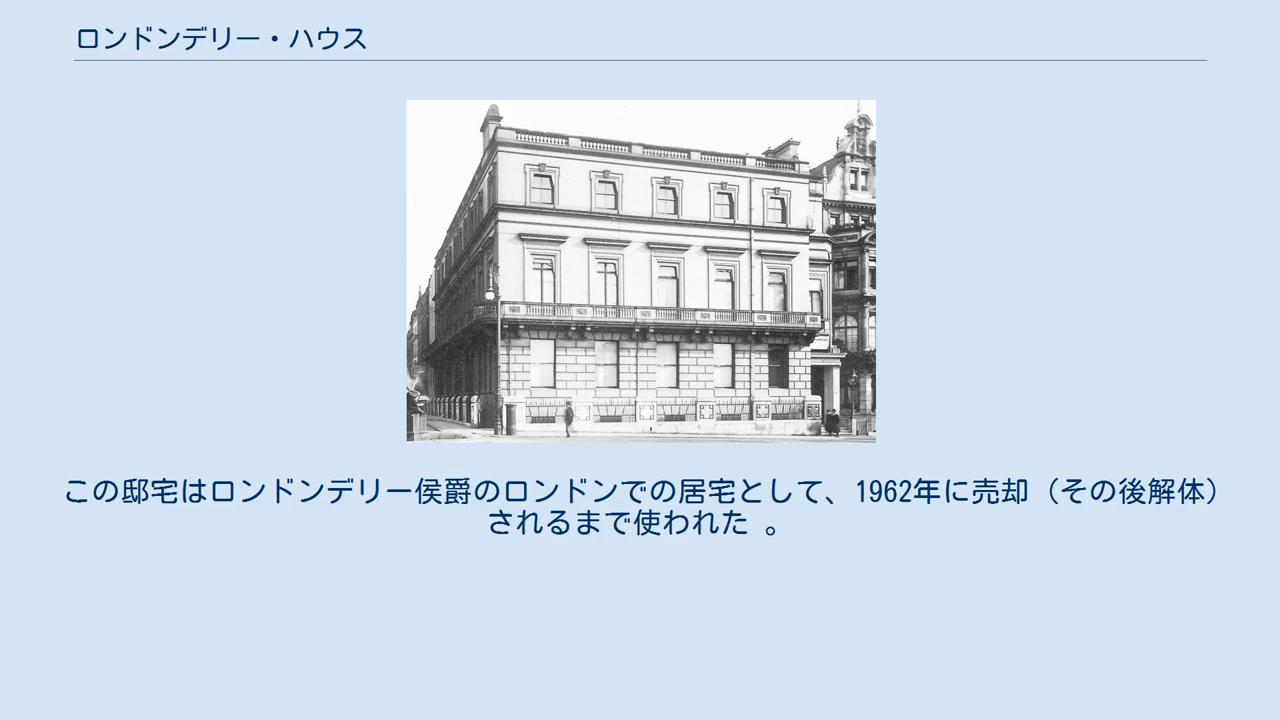 ロンドンデリー・ハウス
この邸宅はロンドンデリー侯爵のロンドンでの居宅として、1962年に売却（その後解体）
されるまで使われた 。